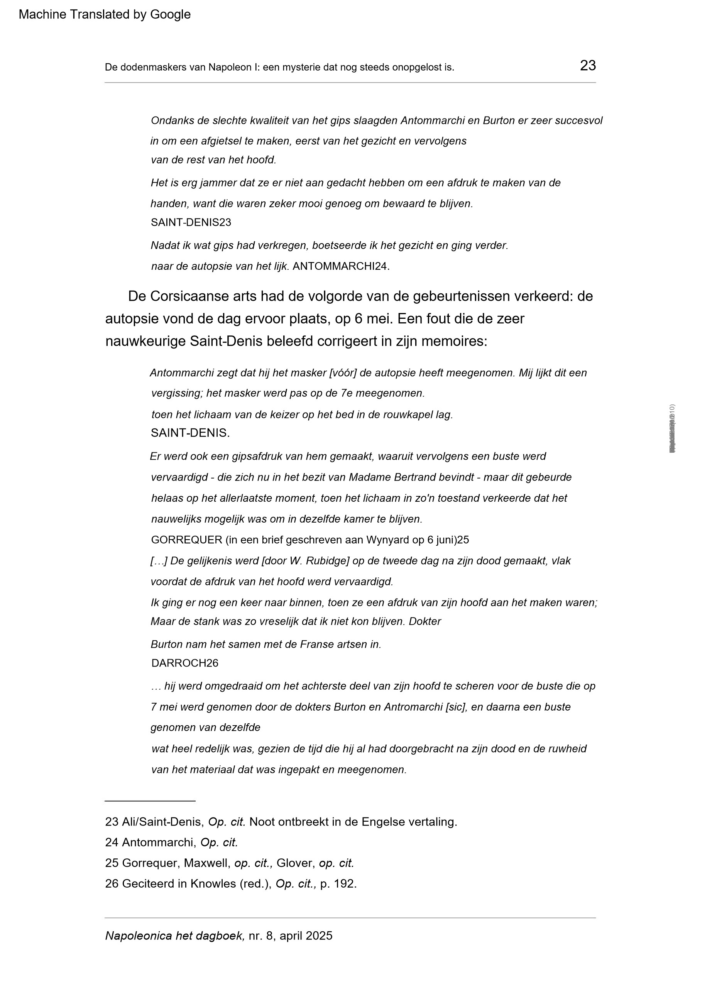 Machine Translated by Google
De dodenmaskers van Napoleon I: een mysterie dat nog steeds onopgelost is. 23
Ondanks de slechte kwaliteit van het gips slaagden Antommarchi en Burton er zeer succesvol
in om een afgietsel te maken, eerst van het gezicht en vervolgens
van de rest van het hoofd.
Het is erg jammer dat ze er niet aan gedacht hebben om een afdruk te maken van de
handen, want die waren zeker mooi genoeg om bewaard te blijven.
SAINT-DENIS23
Nadat ik wat gips had verkregen, boetseerde ik het gezicht en ging verder.
naar de autopsie van het lijk. ANTOMMARCHI24.
De Corsicaanse arts had de volgorde van de gebeurtenissen verkeerd: de
autopsie vond de dag ervoor plaats, op 6 mei. Een fout die de zeer
nauwkeurige Saint-Denis beleefd corrigeert in zijn memoires:
Antommarchi zegt dat hij het masker [vóór] de autopsie heeft meegenomen. Mij lijkt dit een
vergissing; het masker werd pas op de 7e meegenomen.
toen het lichaam van de keizer op het bed in de rouwkapel lag.
SAINT-DENIS.
Er werd ook een gipsafdruk van hem gemaakt, waaruit vervolgens een buste werd
vervaardigd - die zich nu in het bezit van Madame Bertrand bevindt - maar dit gebeurde
helaas op het allerlaatste moment, toen het lichaam in zo'n toestand verkeerde dat het
nauwelijks mogelijk was om in dezelfde kamer te blijven.
GORREQUER (in een brief geschreven aan Wynyard op 6 juni)25
[…] De gelijkenis werd [door W. Rubidge] op de tweede dag na zijn dood gemaakt, vlak
voordat de afdruk van het hoofd werd vervaardigd.
Ik ging er nog een keer naar binnen, toen ze een afdruk van zijn hoofd aan het maken waren;
Maar de stank was zo vreselijk dat ik niet kon blijven. Dokter
Burton nam het samen met de Franse artsen in.
DARROCH26
… hij werd omgedraaid om het achterste deel van zijn hoofd te scheren voor de buste die op
7 mei werd genomen door de dokters Burton en Antromarchi [sic], en daarna een buste
genomen van dezelfde
wat heel redelijk was, gezien de tijd die hij al had doorgebracht na zijn dood en de ruwheid
van het materiaal dat was ingepakt en meegenomen.
23 Ali/Saint-Denis, Op. cit. Noot ontbreekt in de Engelse vertaling.
24 Antommarchi, Op. cit.
25 Gorrequer, Maxwell, op. cit., Glover, op. cit.
26 Geciteerd in Knowles (red.), Op. cit., p. 192.
Napoleonica het dagboek, nr. 8, april 2025